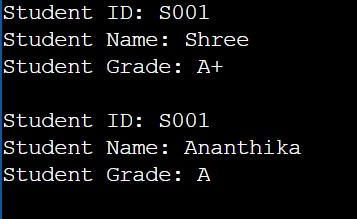 Student ID: S001
Student Name: Shree
Student Grade: A+
Student ID: S001
Student Name: Ananthika
Student Grade: A